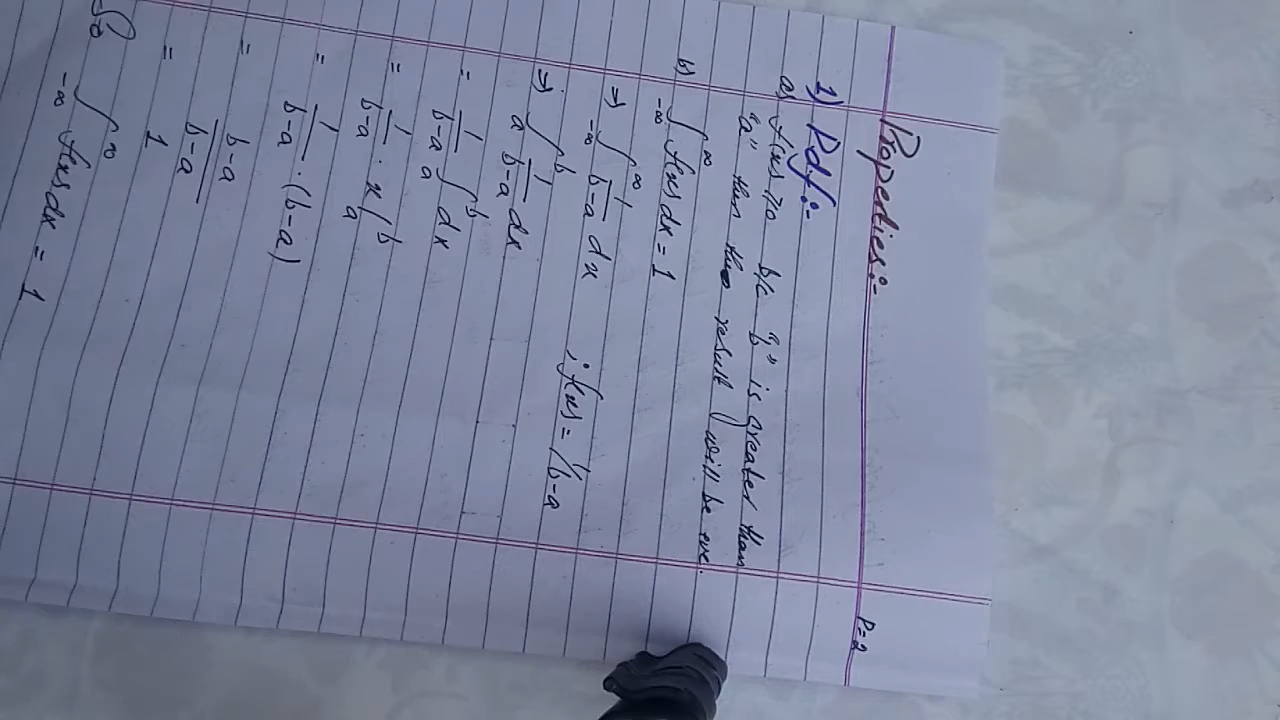 P=2
Properties:-
1) Pdf:-
a) f(x) ≥ 0 b/c "b" is greater than
"a" then the result will be +ve.
b) ∫_{-∞}^{∞} f(x) dx = 1
⇒ ∫_{-∞}^{∞} 1/(b-a) dx ; f(x) = 1/b-a
⇒ ∫_{a}^{b} 1/(b-a) dx
= 1/(b-a) ∫_{a}^{b} dx
= 1/(b-a) · x |_{a}^{b}
= 1/(b-a) · (b-a)
= (b-a)/(b-a)
= 1
So ∫_{-∞}^{∞} f(x) dx = 1